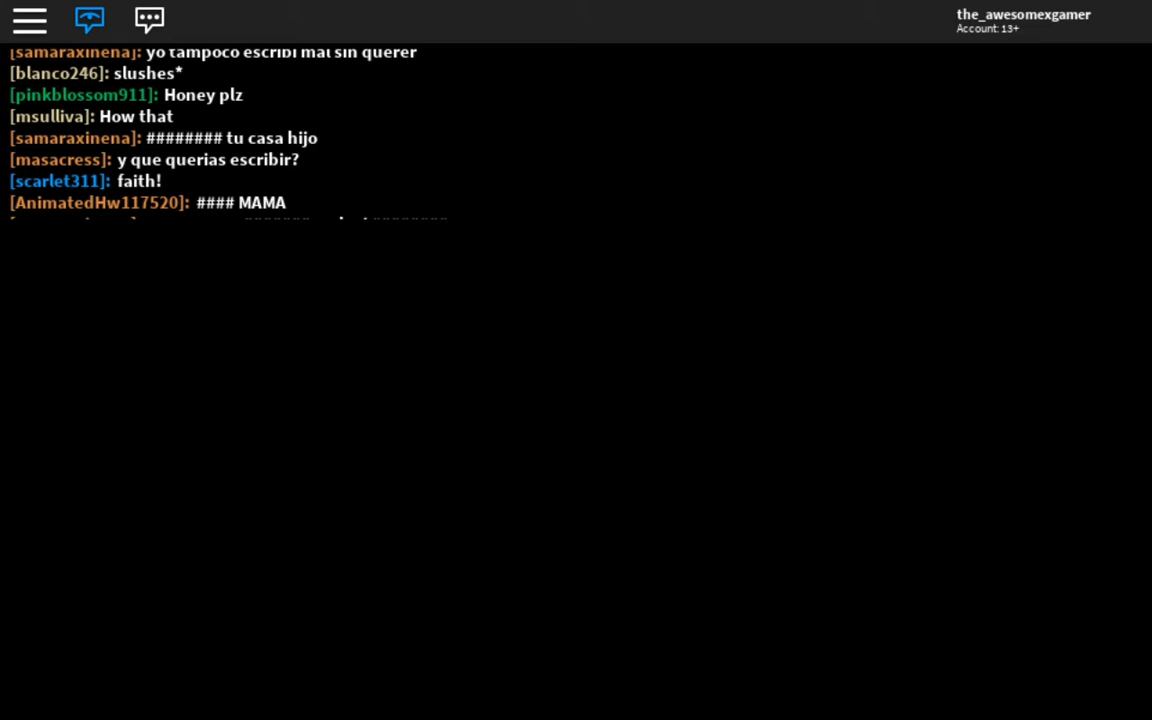 the_awesomexgamer
Account: 13+
[samaraxinena]: yo tampoco escribi mal sin querer
[blanco246]: slushes*
[pinkblossom911]: Honey plz
[msulliva]: How that
[samaraxinena]: ######## tu casa hijo
[masacress]: y que querias escribir?
[scarlet311]: faith!
[AnimatedHw117520]: #### MAMA